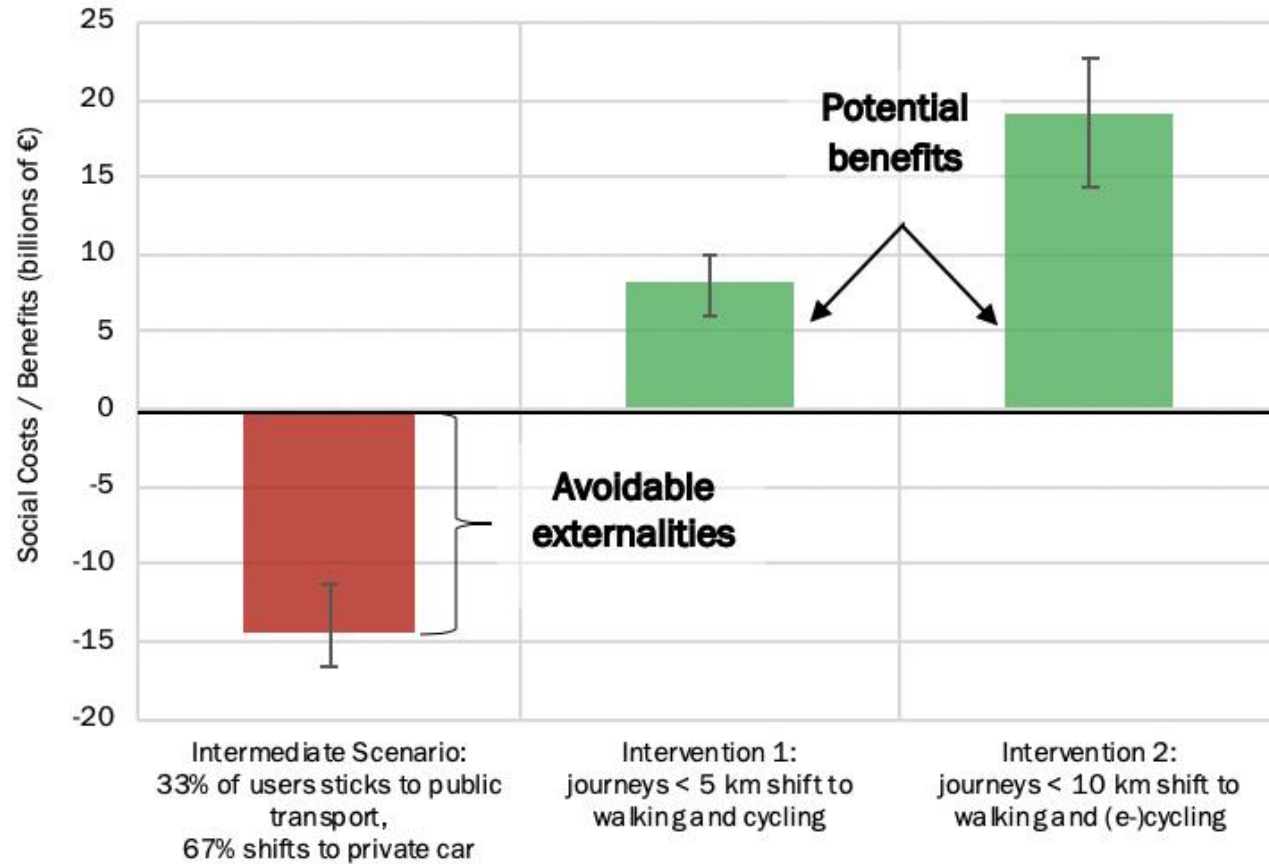 25
20
15
10
5
0
-5
-10
-15
-20
Social Costs / Benefits (billions of €)
Potential
benefits
Avoidable
externalities
Intermediate Scenario:
33% of users sticks to public
transport,
67% shifts to private car
Intervention 1:
journeys < 5 km shift to
walking and cycling
Intervention 2:
journeys < 10 km shift to
walking and (e-)cycling